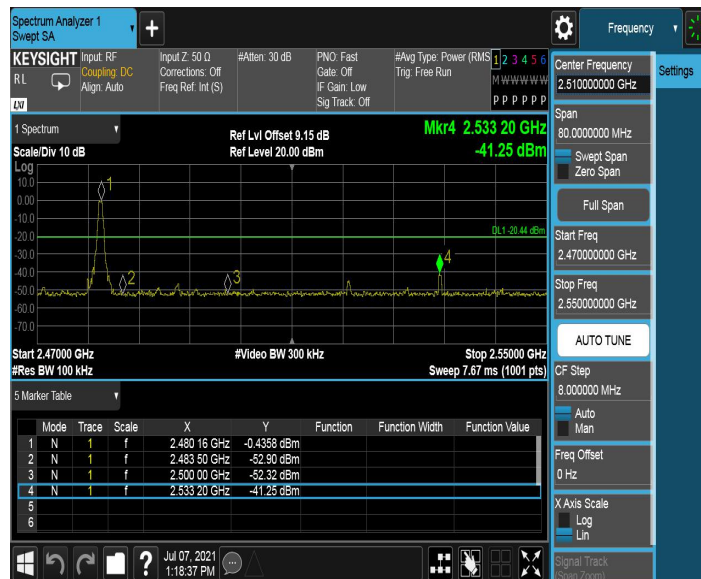 Spectrum Analyzer 1
Swept SA
+
Frequency
KEYSIGHT
RL
LXI
Input: RF
Coupling: DC
Align: Auto
Input Z: 50 Ω
Corrections: Off
Freq Ref: Int (S)
#Atten: 30 dB
PNO: Fast
Gate: Off
IF Gain: Low
Sig Track: Off
#Avg Type: Power (RMS
Trig: Free Run
1 2 3 4 5 6
M W W W W W
P P P P P P
Center Frequency
2.510000000 GHz
Settings
Span
80.0000000 MHz
Swept Span
Zero Span
Full Span
Start Freq
2.470000000 GHz
Stop Freq
2.550000000 GHz
AUTO TUNE
CF Step
8.000000 MHz
Auto
Man
Freq Offset
0 Hz
X Axis Scale
Log
Lin
Signal Track
(Span Zoom)
1 Spectrum
Scale/Div 10 dB
Ref Lvl Offset 9.15 dB
Ref Level 20.00 dBm
Mkr4 2.533 20 GHz
-41.25 dBm
Log
10.0
0.00
-10.0
-20.0
-30.0
-40.0
-50.0
-60.0
-70.0
1
2
3
4
DL1 -20.44 dBm
Start 2.47000 GHz
#Res BW 100 kHz
#Video BW 300 kHz
Stop 2.55000 GHz
Sweep 7.67 ms (1001 pts)
5 Marker Table
Mode Trace Scale X Y Function Function Width Function Value
1 N 1 f 2.480 16 GHz -0.4358 dBm
2 N 1 f 2.483 50 GHz -52.90 dBm
3 N 1 f 2.500 00 GHz -52.32 dBm
4 N 1 f 2.533 20 GHz -41.25 dBm
5
6
?
Jul 07, 2021
1:18:37 PM